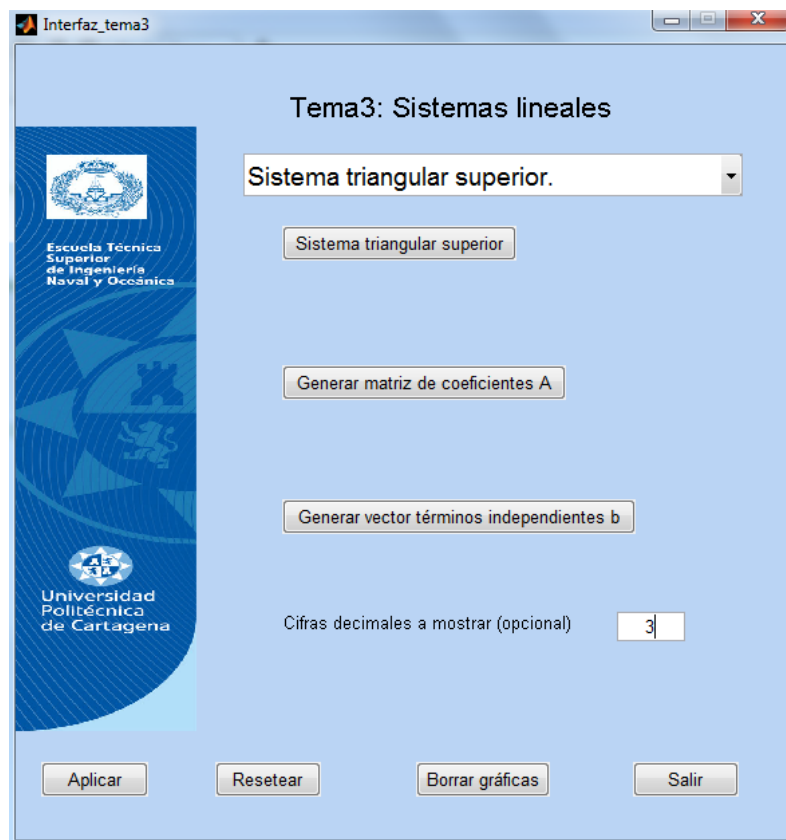 Interfaz_tema3
Tema3: Sistemas lineales
Sistema triangular superior.
Sistema triangular superior
Escuela Técnica
Superior
de Ingeniería
Naval y Oceánica
Generar matriz de coeficientes A
Generar vector términos independientes b
Universidad
Politécnica
de Cartagena
Cifras decimales a mostrar (opcional)
3
Aplicar
Resetear
Borrar gráficas
Salir